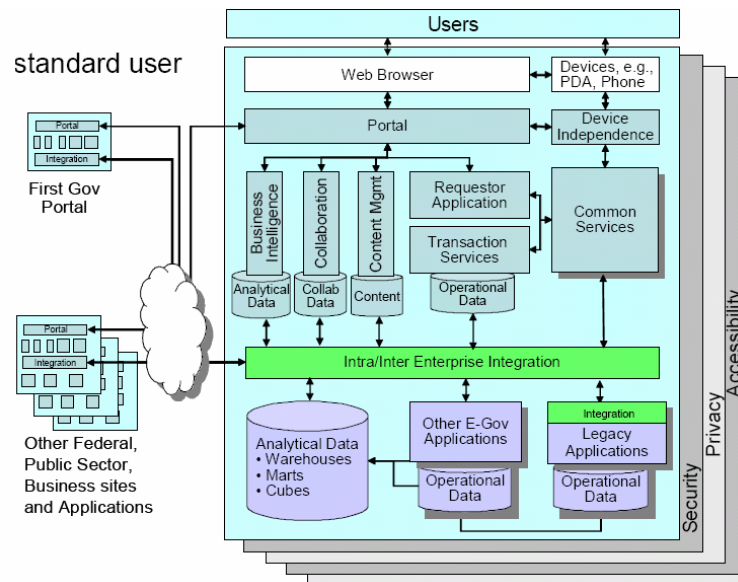 Users
standard user
Web Browser
Devices, e.g.,
PDA, Phone
Portal
Device
Independence
Portal
Integration
First Gov
Portal
Business
Intelligence
Collaboration
Content Mgmt
Requestor
Application
Transaction
Services
Common
Services
Analytical
Data
Collab
Data
Content
Operational
Data
Portal
Integration
Other Federal,
Public Sector,
Business sites
and Applications
Intra/Inter Enterprise Integration
Analytical Data
• Warehouses
• Marts
• Cubes
Other E-Gov
Applications
Operational
Data
Integration
Legacy
Applications
Operational
Data
Security
Privacy
Accessibility